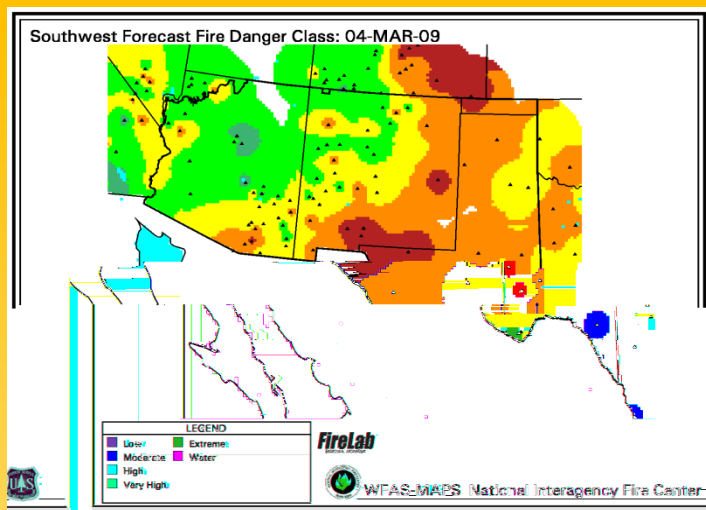 Southwest Forecast Fire Danger Class: 04-MAR-09
LEGEND
Low
Moderate
High
Very High
Extreme
Water
FireLab
UAS
WFAS-MAPS National Interagency Fire Center